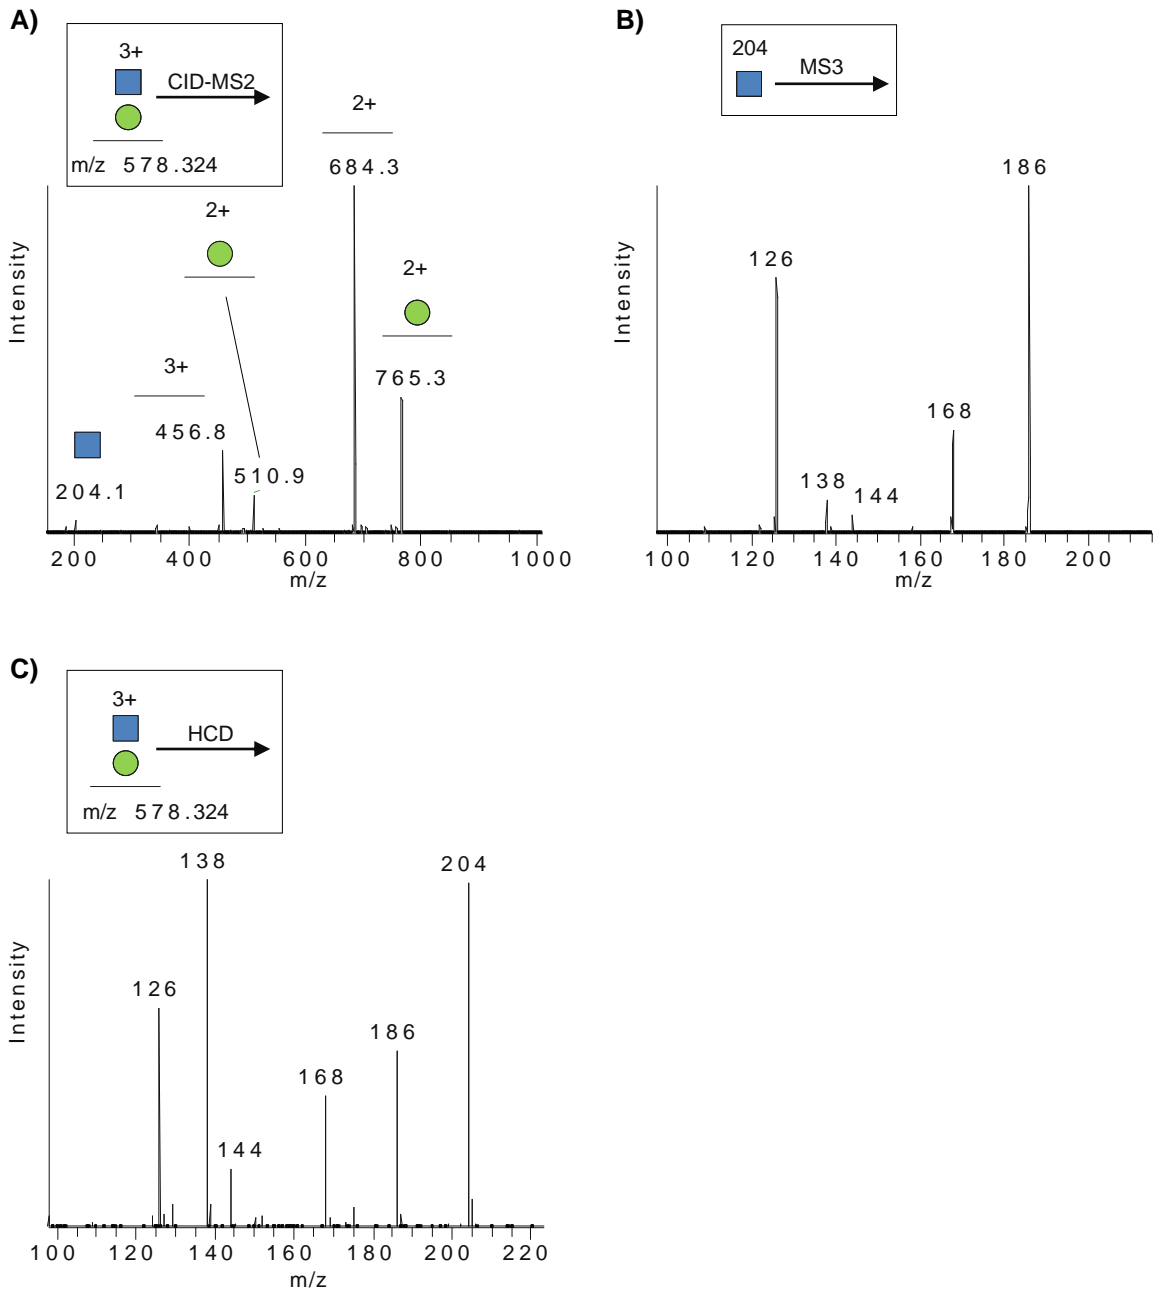 A)
3+
CID-MS2
m/z 578.324
2+
684.3
2+
2+
765.3
3+
456.8
510.9
204.1
Intensity
200 400 600 800 1000
m/z
B)
204
MS3
186
126
168
138
144
Intensity
100 120 140 160 180 200
m/z
C)
3+
HCD
m/z 578.324
138
204
126
186
168
144
Intensity
100 120 140 160 180 200 220
m/z